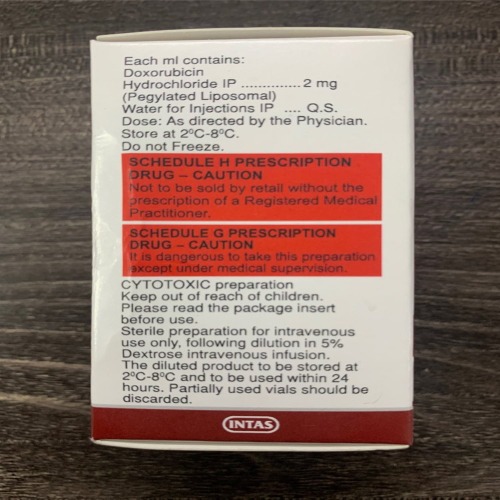 Each ml contains:
Doxorubicin
Hydrochloride IP .............. 2 mg
(Pegylated Liposomal)
Water for Injections IP .... Q.S.
Dose: As directed by the Physician.
Store at 2ºC-8ºC.
Do not Freeze.
SCHEDULE H PRESCRIPTION
DRUG – CAUTION
Not to be sold by retail without the
prescription of a Registered Medical
Practitioner.
SCHEDULE G PRESCRIPTION
DRUG – CAUTION
It is dangerous to take this preparation
except under medical supervision.
CYTOTOXIC preparation
Keep out of reach of children.
Please read the package insert
before use.
Sterile preparation for intravenous
use only, following dilution in 5%
Dextrose intravenous infusion.
The diluted product to be stored at
2ºC-8ºC and to be used within 24
hours. Partially used vials should be
discarded.
INTAS